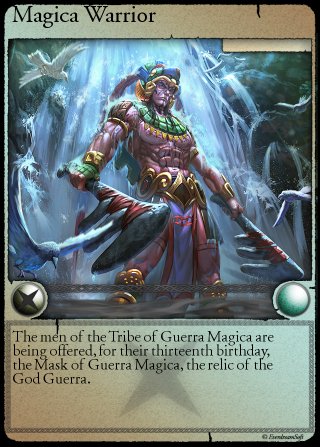 Magica Warrior
The men of the Tribe of Guerra Magica are
being offered, for their thirteenth birthday,
the Mask of Guerra Magica, the relic of the
God Guerra.
© EverdreamSoft